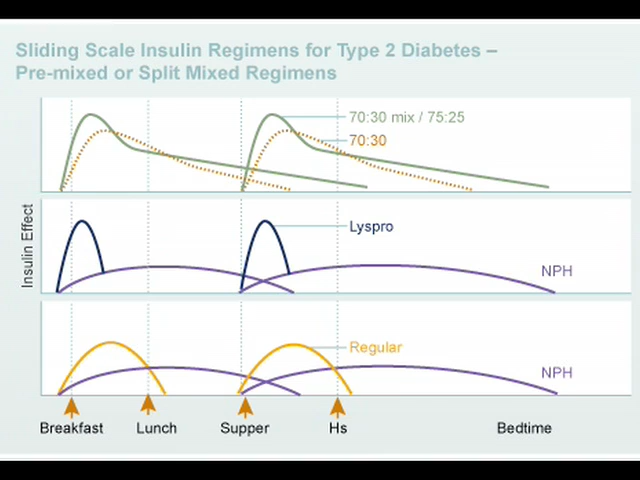 Sliding Scale Insulin Regimens for Type 2 Diabetes –
Pre-mixed or Split Mixed Regimens
70:30 mix / 75:25
70:30
Insulin Effect
Lyspro
NPH
Regular
NPH
Breakfast Lunch Supper Hs Bedtime